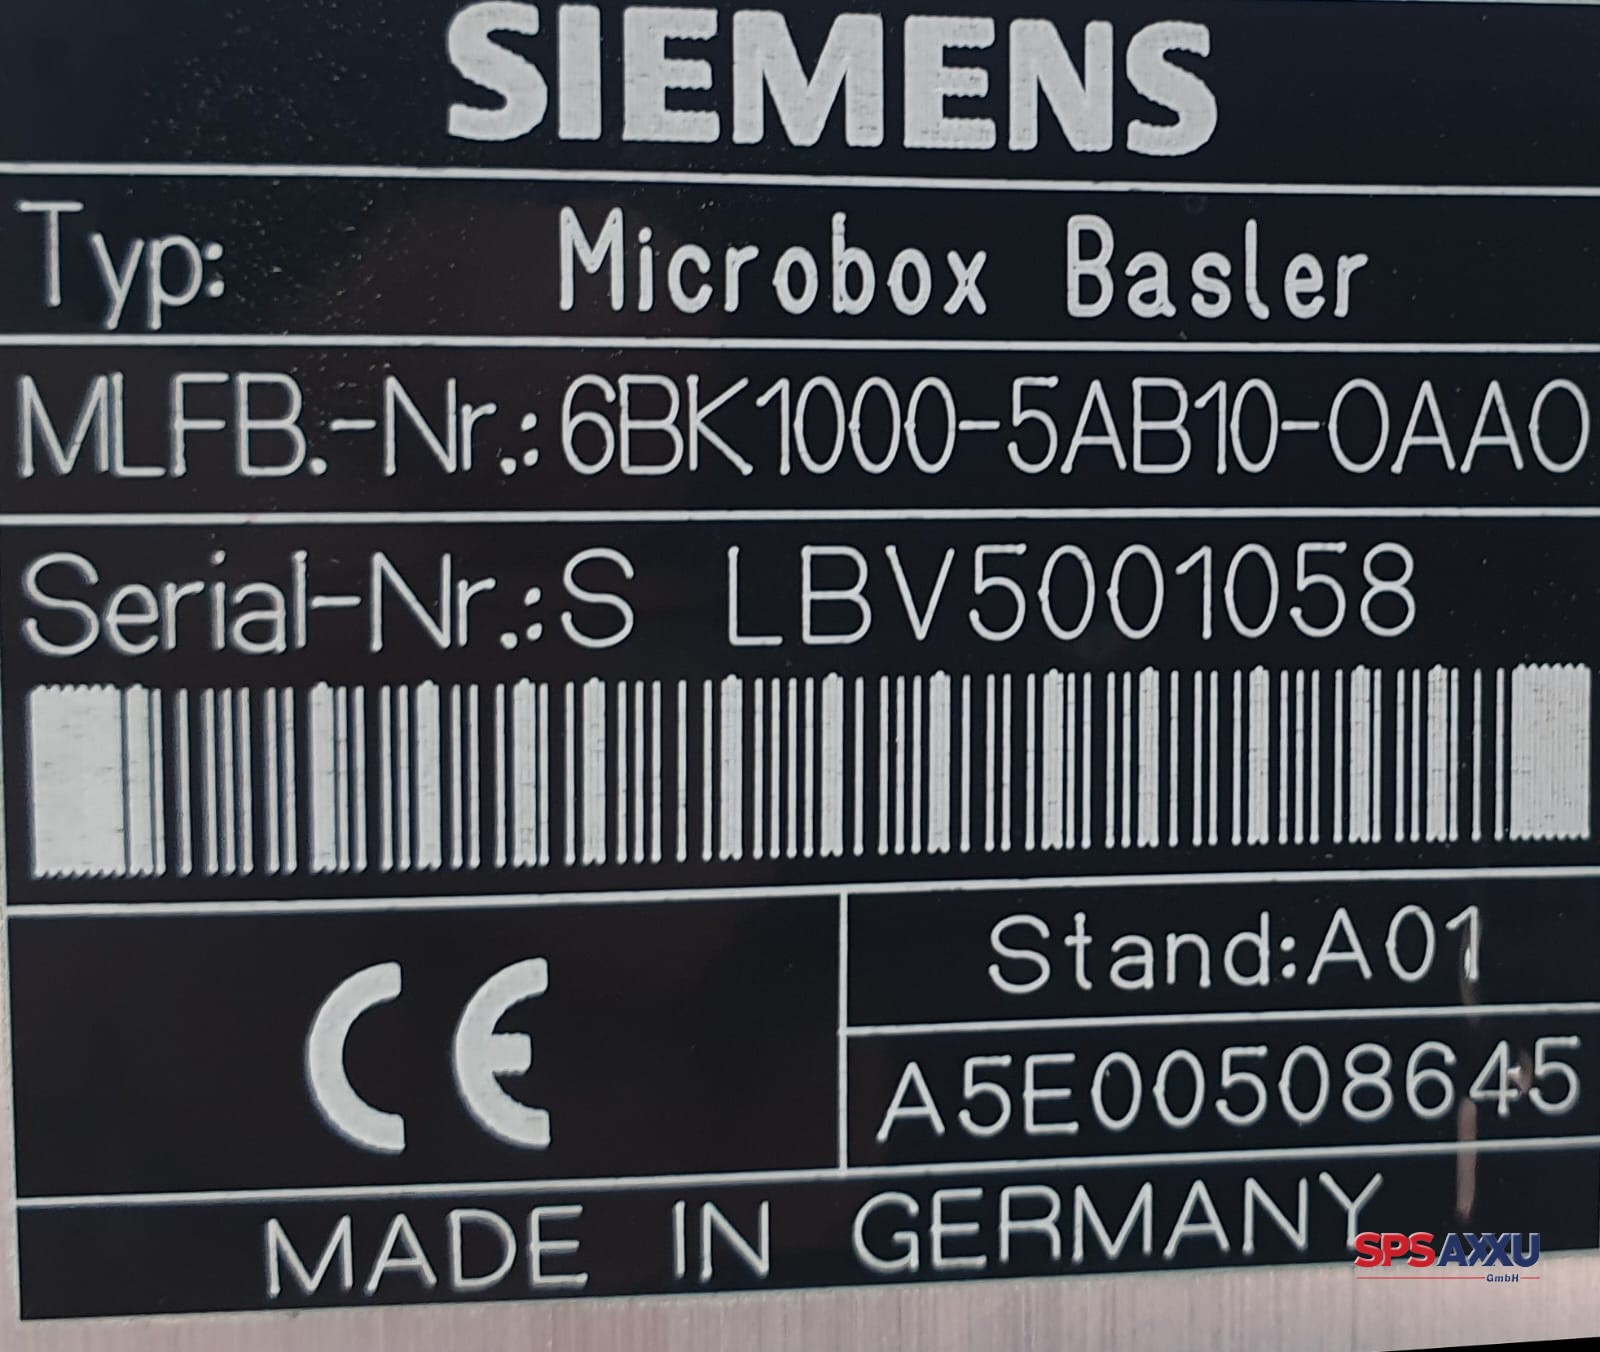 SIEMENS
Typ: Microbox Basler
MLFB.-Nr.: 6BK1000-5AB10-0AA0
Serial-Nr.:S LBV5001058
CE
Stand:A01
A5E00508645
MADE IN GERMANY
SPSAXXU
GmbH